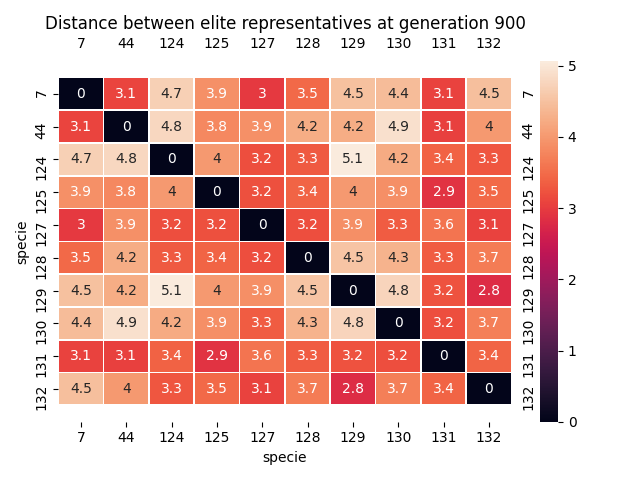 Distance between elite representatives at generation 900
7 44 124 125 127 128 129 130 131 132
7 0 3.1 4.7 3.9 3 3.5 4.5 4.4 3.1 4.5 7 5
44 3.1 0 4.8 3.8 3.9 4.2 4.2 4.9 3.1 4 44
124 4.7 4.8 0 4 3.2 3.3 5.1 4.2 3.4 3.3 124 4
125 3.9 3.8 4 0 3.2 3.4 4 3.9 2.9 3.5 125
127 3 3.9 3.2 3.2 0 3.2 3.9 3.3 3.6 3.1 127 3
specie
128 3.5 4.2 3.3 3.4 3.2 0 4.5 4.3 3.3 3.7 128
129 4.5 4.2 5.1 4 3.9 4.5 0 4.8 3.2 2.8 129 2
130 4.4 4.9 4.2 3.9 3.3 4.3 4.8 0 3.2 3.7 130
131 3.1 3.1 3.4 2.9 3.6 3.3 3.2 3.2 0 3.4 131 1
132 4.5 4 3.3 3.5 3.1 3.7 2.8 3.7 3.4 0 132
0
7 44 124 125 127 128 129 130 131 132
specie